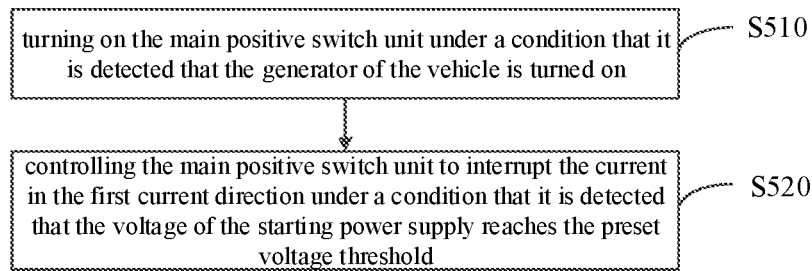 turning on the main positive switch unit under a condition that it
is detected that the generator of the vehicle is turned on
S510
controlling the main positive switch unit to interrupt the current
in the first current direction under a condition that it is detected
that the voltage of the starting power supply reaches the preset
voltage threshold
S520